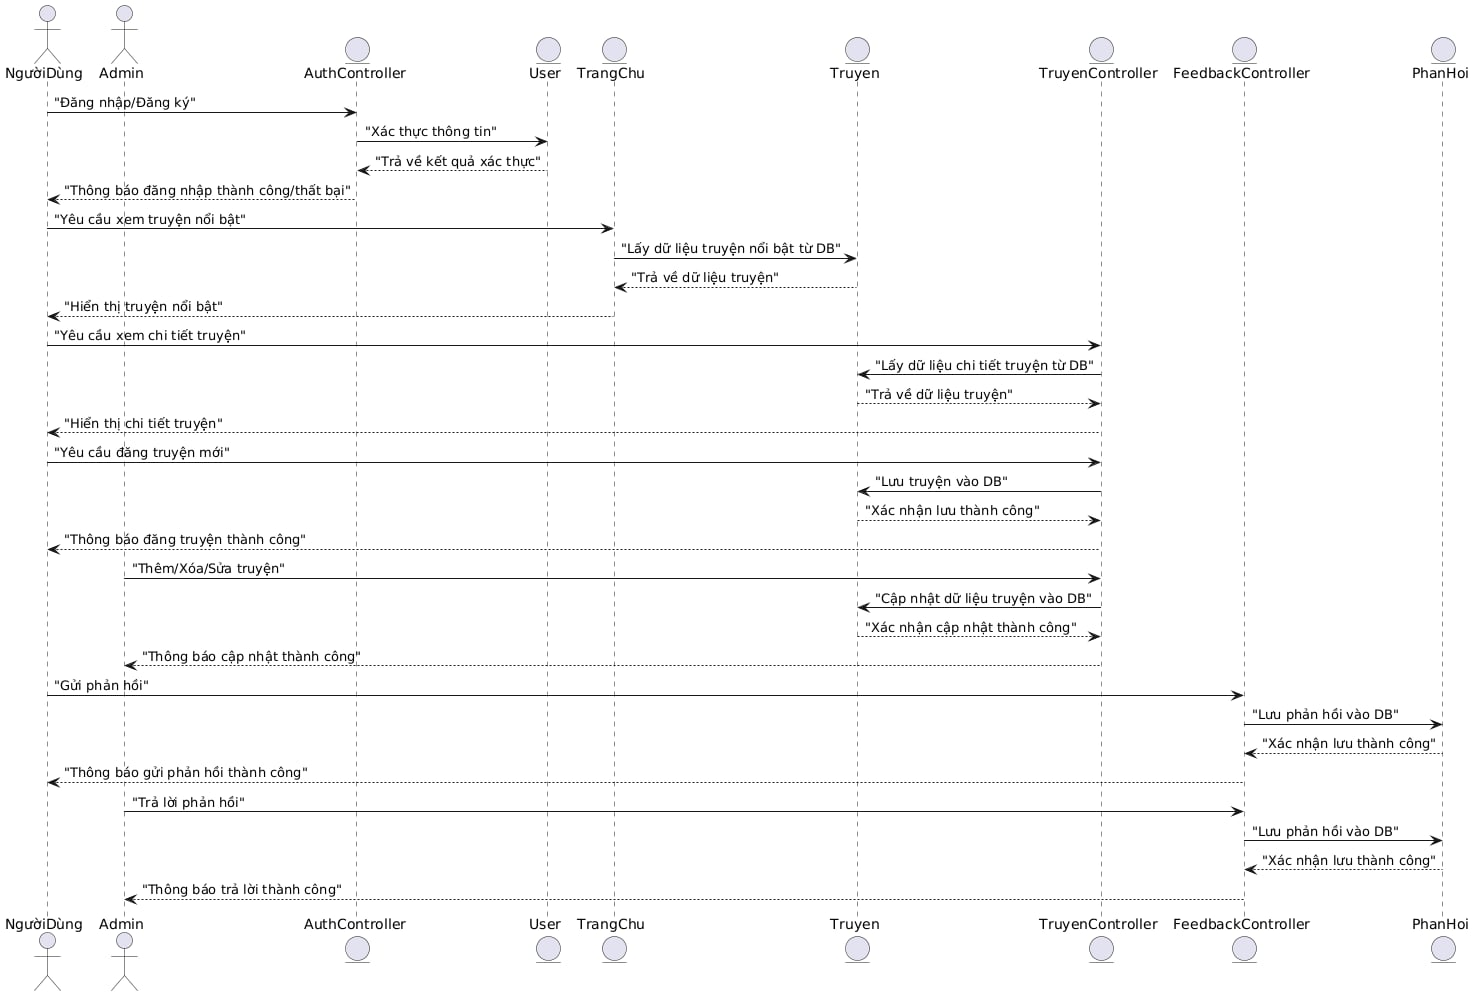 NgườiDùng Admin AuthController User TrangChu Truyen TruyenController FeedbackController PhanHoi
"Đăng nhập/Đăng ký"
"Xác thực thông tin"
"Trả về kết quả xác thực"
"Thông báo đăng nhập thành công/thất bại"
"Yêu cầu xem truyện nổi bật"
"Lấy dữ liệu truyện nổi bật từ DB"
"Trả về dữ liệu truyện"
"Hiển thị truyện nổi bật"
"Yêu cầu xem chi tiết truyện"
"Lấy dữ liệu chi tiết truyện từ DB"
"Trả về dữ liệu truyện"
"Hiển thị chi tiết truyện"
"Yêu cầu đăng truyện mới"
"Lưu truyện vào DB"
"Xác nhận lưu thành công"
"Thông báo đăng truyện thành công"
"Thêm/Xóa/Sửa truyện"
"Cập nhật dữ liệu truyện vào DB"
"Xác nhận cập nhật thành công"
"Thông báo cập nhật thành công"
"Gửi phản hồi"
"Lưu phản hồi vào DB"
"Xác nhận lưu thành công"
"Thông báo gửi phản hồi thành công"
"Trả lời phản hồi"
"Lưu phản hồi vào DB"
"Xác nhận lưu thành công"
"Thông báo trả lời thành công"
NgườiDùng Admin AuthController User TrangChu Truyen TruyenController FeedbackController PhanHoi